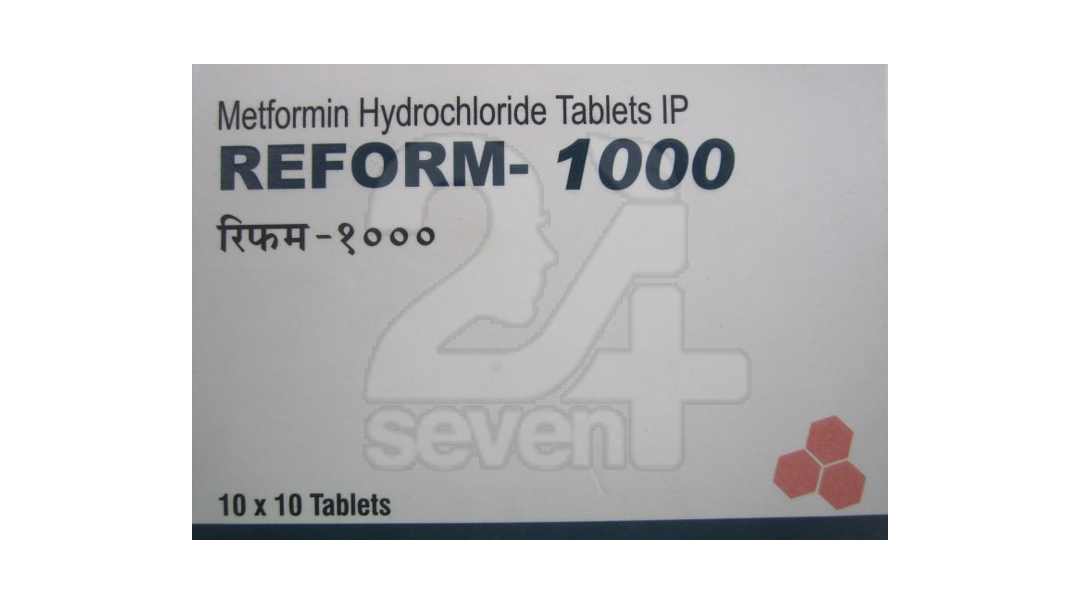 Metformin Hydrochloride Tablets IP
REFORM- 1000
रिफम -१०००
24
seven
10 x 10 Tablets